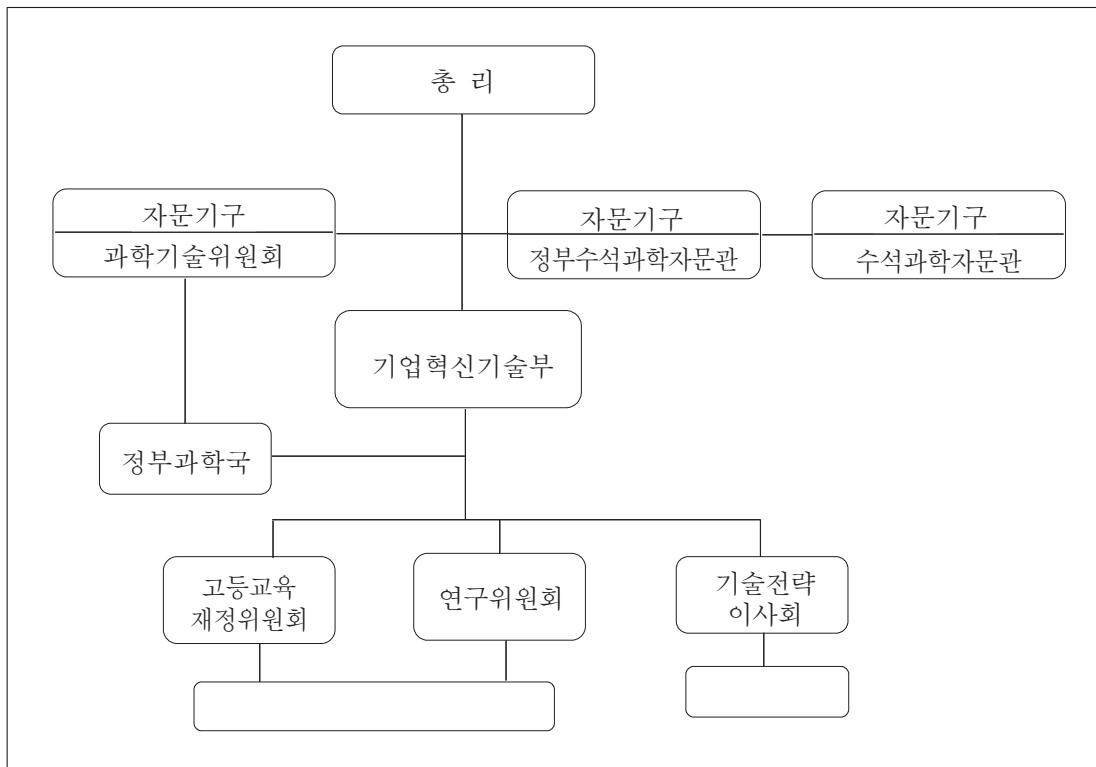 총 리
자문기구
과학기술위원회
자문기구
정부수석과학자문관
자문기구
수석과학자문관
기업혁신기술부
정부과학국
고등교육
재정위원회
연구위원회
기술전략
이사회